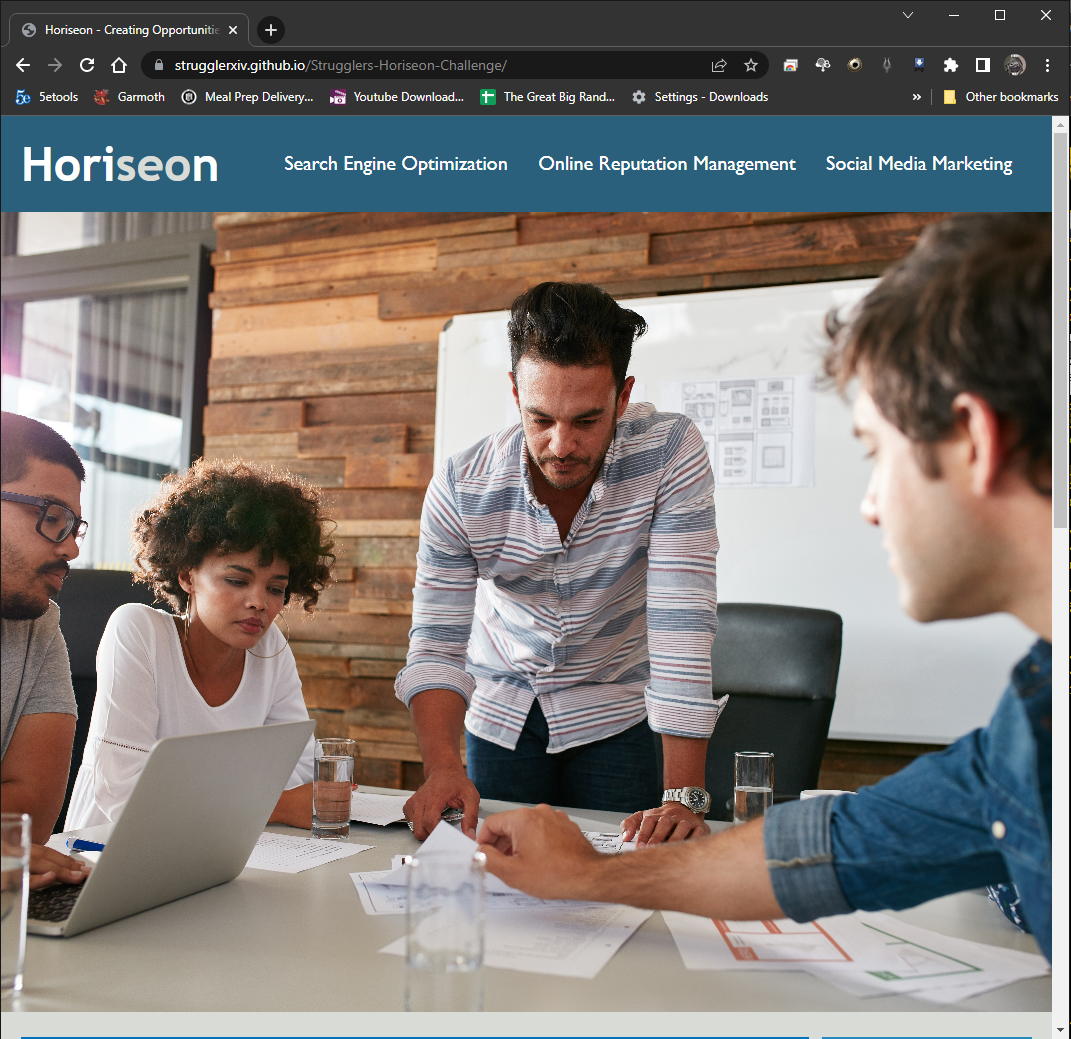 Horiseon - Creating Opportunitie
strugglerxiv.github.io/Strugglers-Horiseon-Challenge/
5etools
Garmoth
Meal Prep Delivery...
Youtube Download...
The Great Big Rand...
Settings - Downloads
»
Other bookmarks
Horiseon
Search Engine Optimization
Online Reputation Management
Social Media Marketing